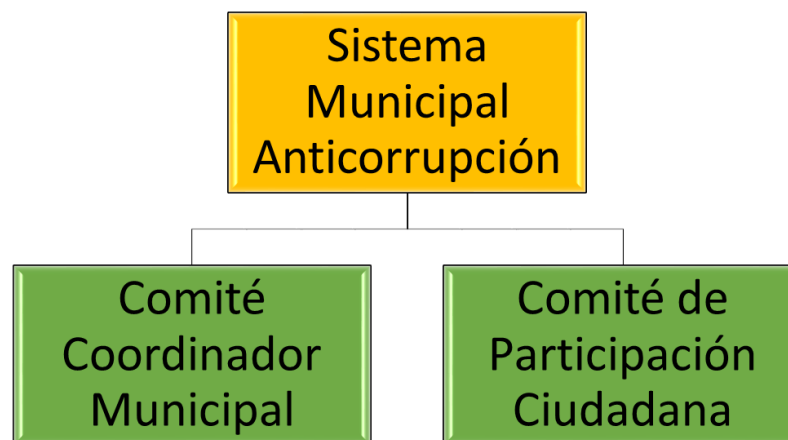 Sistema
Municipal
Anticorrupción
Comité
Coordinador
Municipal
Comité de
Participación
Ciudadana